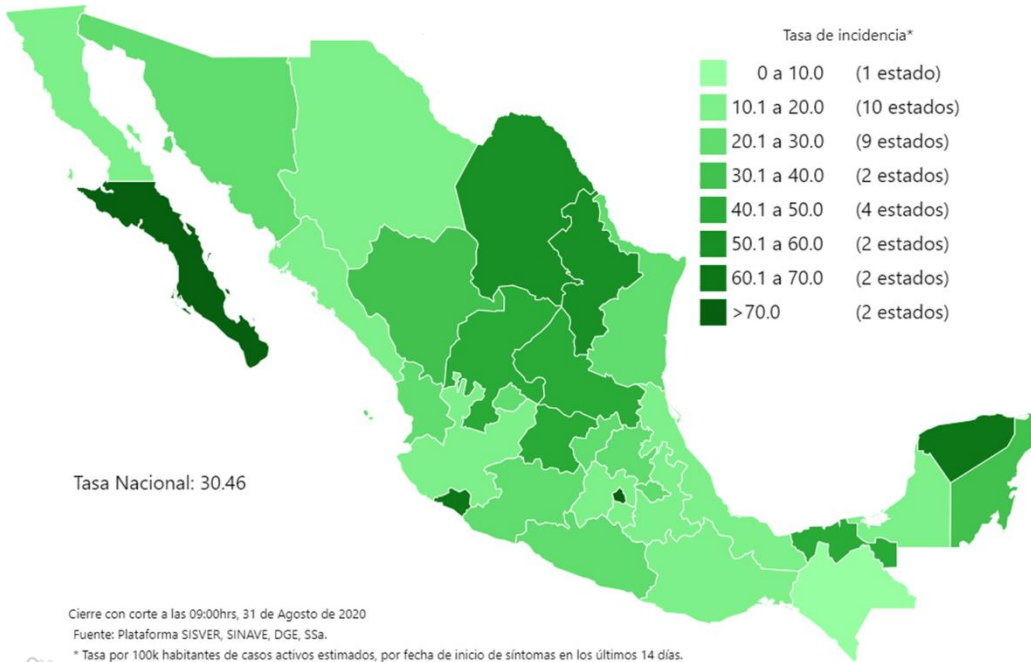 Tasa de incidencia*
0 a 10.0 (1 estado)
10.1 a 20.0 (10 estados)
20.1 a 30.0 (9 estados)
30.1 a 40.0 (2 estados)
40.1 a 50.0 (4 estados)
50.1 a 60.0 (2 estados)
60.1 a 70.0 (2 estados)
>70.0 (2 estados)
Tasa Nacional: 30.46
Cierre con corte a las 09:00hrs, 31 de Agosto de 2020
Fuente: Plataforma SISVER, SINAVE, DGE, SSa.
* Tasa por 100k habitantes de casos activos estimados, por fecha de inicio de síntomas en los últimos 14 días.